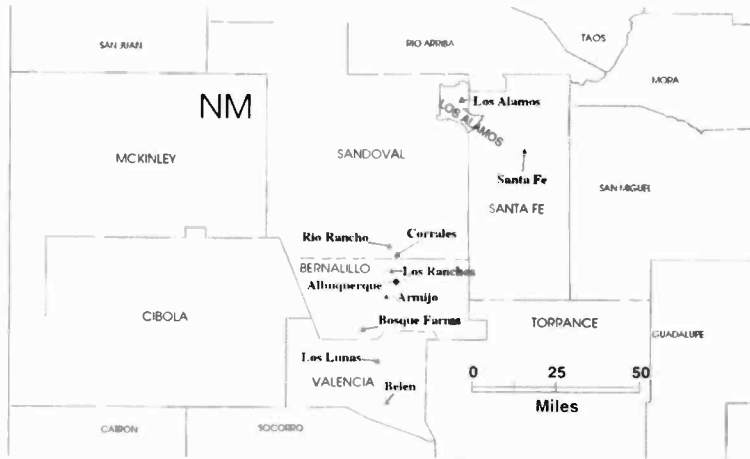 TAOS
SAN JUAN
RIO ARRIBA
MORA
NM
Los Alamos
LOS ALAMOS
MCKINLEY
SANDOVAL
Santa Fe
SAN MIGUEL
SANTA FE
Rio Rancho
Corrales
BERNALILLO
Los Ranchos
Albuquerque
Armijo
CIBOLA
Bosque Farms
TORRANCE
GUADALUPE
Los Lunas
VALENCIA
Belen
0 25 50
Miles
CATRON
SOCORRO